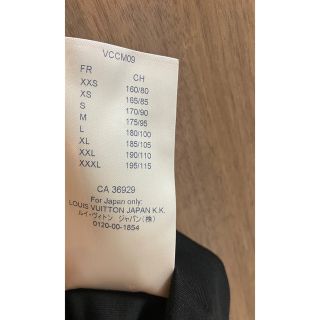 VCCM09
FR CH
XXS 160/80
XS 165/85
S 170/90
M 175/95
L 180/100
XL 185/105
XXL 190/110
XXXL 195/115
CA 36929
For Japan only:
LOUIS VUITTON JAPAN K.K.
ルイ・ヴィトン ジャパン(株)
0120-00-1854